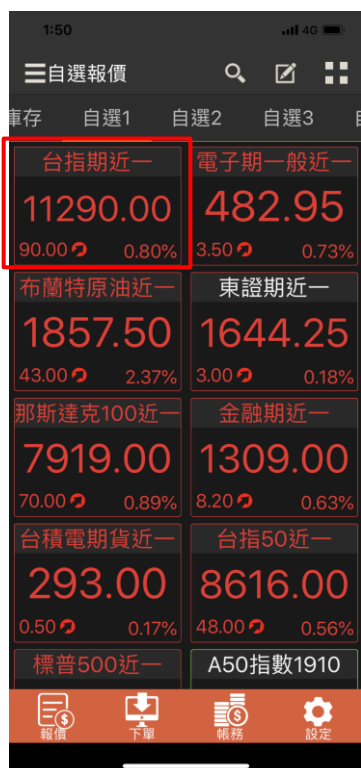 1:50 4G
自選報價
庫存 自選1 自選2 自選3
台指期近一 電子期一般近一
11290.00 482.95
90.00 0.80% 3.50 0.73%
布蘭特原油近一 東證期近一
1857.50 1644.25
43.00 2.37% 3.00 0.18%
那斯達克100近一 金融期近一
7919.00 1309.00
70.00 0.89% 8.20 0.63%
台積電期貨近一 台指50近一
293.00 8616.00
0.50 0.17% 48.00 0.56%
標普500近一 A50指數1910
報價 下單 帳務 設定